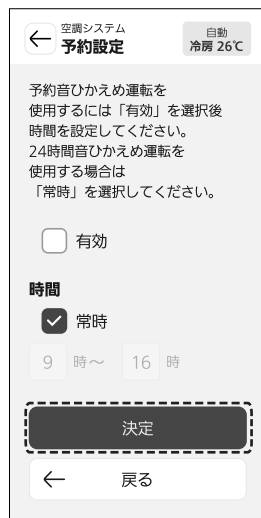 空調システム
予約設定
自動
冷房 26℃
予約音ひかえめ運転を
使用するには「有効」を選択後
時間を設定してください。
24時間音ひかえめ運転を
使用する場合は
「常時」を選択してください。
有効
時間
常時
9 時～ 16 時
決定
戻る